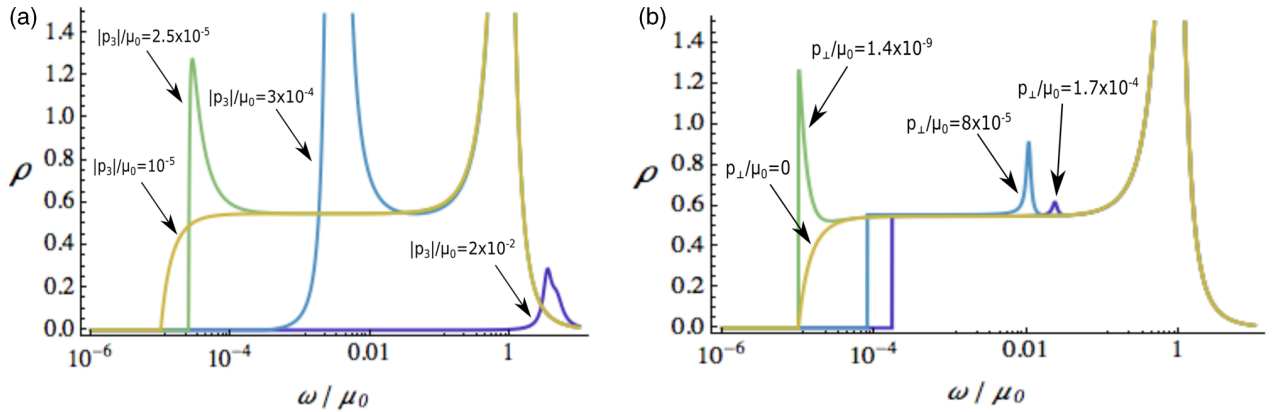 (a)
1.4
1.2
1.0
0.8
0.6
0.4
0.2
0.0
ρ
|p₃|/μ₀=2.5x10⁻⁵
|p₃|/μ₀=3x10⁻⁴
|p₃|/μ₀=10⁻⁵
|p₃|/μ₀=2x10⁻²
10⁻⁶
10⁻⁴
0.01
1
ω / μ₀
(b)
1.4
1.2
1.0
0.8
0.6
0.4
0.2
0.0
ρ
p⊥/μ₀=1.4x10⁻⁹
p⊥/μ₀=1.7x10⁻⁴
p⊥/μ₀=8x10⁻⁵
p⊥/μ₀=0
10⁻⁶
10⁻⁴
0.01
1
ω / μ₀